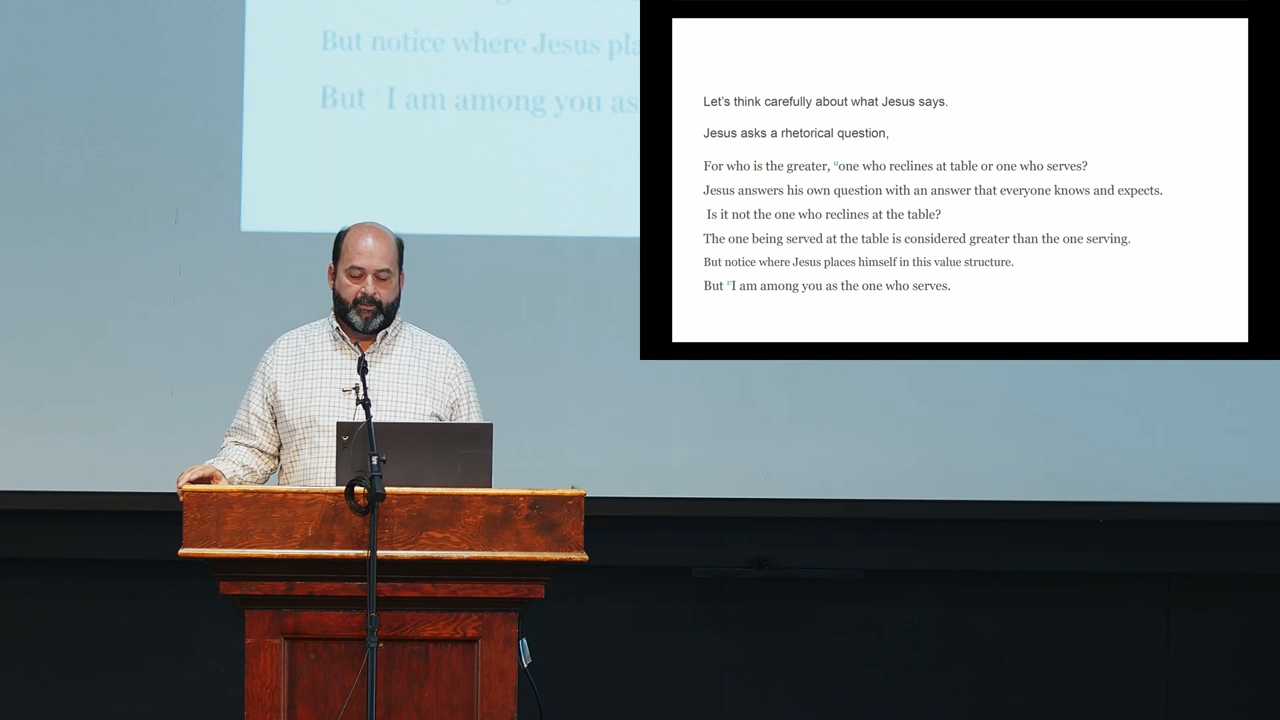 But notice where Jesus pla
But I am among you as
Let's think carefully about what Jesus says.
Jesus asks a rhetorical question,
For who is the greater, ᵘone who reclines at table or one who serves?
Jesus answers his own question with an answer that everyone knows and expects.
Is it not the one who reclines at the table?
The one being served at the table is considered greater than the one serving.
But notice where Jesus places himself in this value structure.
But ᵛI am among you as the one who serves.